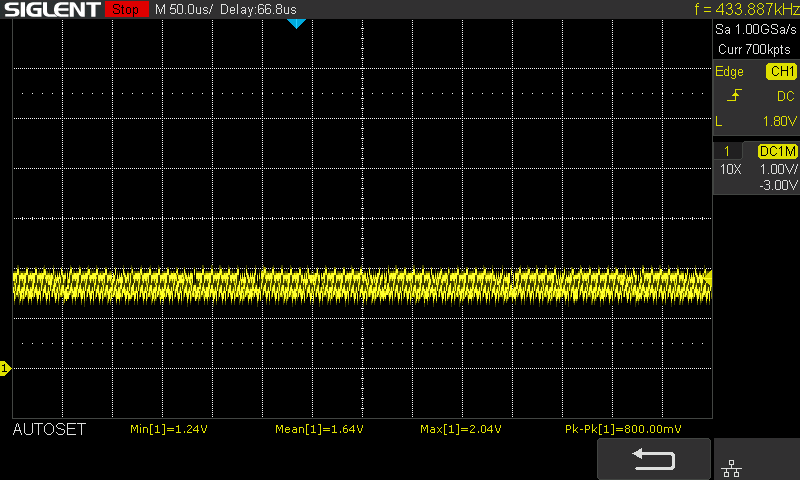 SIGLENT Stop M 50.0us/ Delay:66.8us f = 433.887kHz
Sa 1.00GSa/s
Curr 700kpts
Edge CH1
DC
L 1.80V
1 DC1M
10X 1.00V/
-3.00V
1
AUTOSET Min[1]=1.24V Mean[1]=1.64V Max[1]=2.04V Pk-Pk[1]=800.00mV